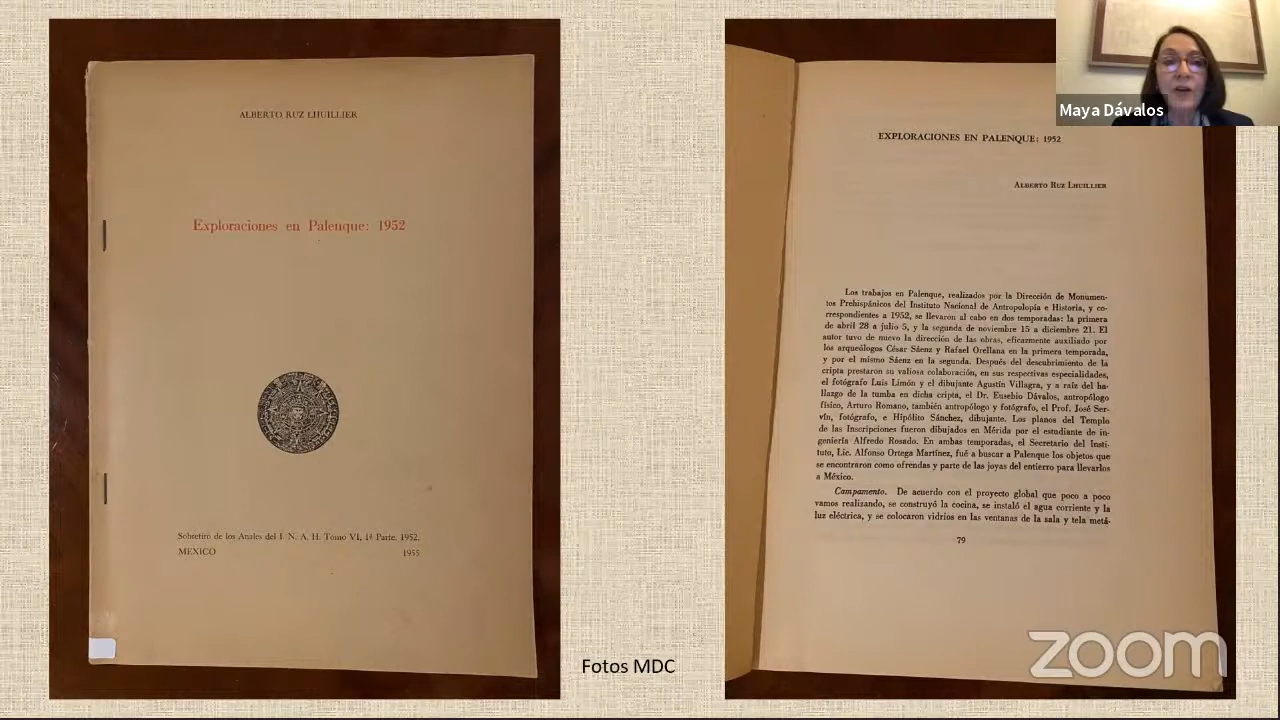 ALBERTO RUZ LHUILLIER
Exploraciones en Palenque: 1952
Sobretiro de los Anales del I. N. A. H. Tomo VI, 1ª Parte. 1952.
MEXICO 1955
Fotos MDC
EXPLORACIONES EN PALENQUE: 1952
ALBERTO RUZ LHUILLIER
Los trabajos en Palenque, realizados por la Dirección de Monumen-
tos Prehispánicos del Instituto Nacional de Antropología e Historia, y co-
rrespondientes a 1952, se llevaron al cabo en dos temporadas: la primera
de abril 28 a julio 5, y la segunda de noviembre 15 a diciembre 21. El
autor tuvo de nuevo la dirección de las obras, eficazmente auxiliado por
los arqueólogos César Sáenz y Rafael Orellana en la primera temporada,
y por el mismo Sáenz en la segunda. Después del descubrimiento de la
cripta prestaron su valiosa colaboración, en sus respectivas especialidades,
el fotógrafo Luis Limón y el dibujante Agustín Villagra, y a raíz del ha-
llazgo de la tumba en dicha cripta, el Dr. Eusebio Dávalos, antropólogo
físico, Arturo Romano, también antropólogo y fotógrafo, el Prof. José Ser-
vín, fotógrafo, e Hipólito Sánchez, dibujante. Los planos del Templo
de las Inscripciones fueron dibujados en Mérida por el estudiante de in-
geniería Alfredo Rosado. En ambas temporadas, el Secretario del Insti-
tuto, Lic. Alfonso Ortega Martínez, fué a buscar a Palenque los objetos que
se encontraron como ofrendas y parte de las joyas del entierro para llevarlos
a México.
Campamento. De acuerdo con el proyecto global que poco a poco
vamos realizando, se construyó la cocina, se instaló el agua corriente y la
luz eléctrica, y se colocaron vidrios en las ventanas de la sala y tela metá-
79
Maya Dávalos
zoom